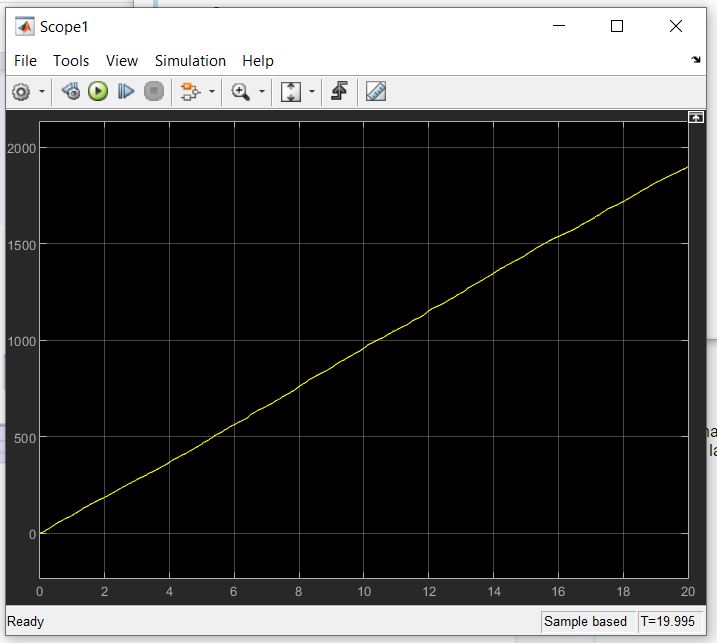 Scope1
File Tools View Simulation Help
2000
1500
1000
500
0
0 2 4 6 8 10 12 14 16 18 20
Ready
Sample based
T=19.995